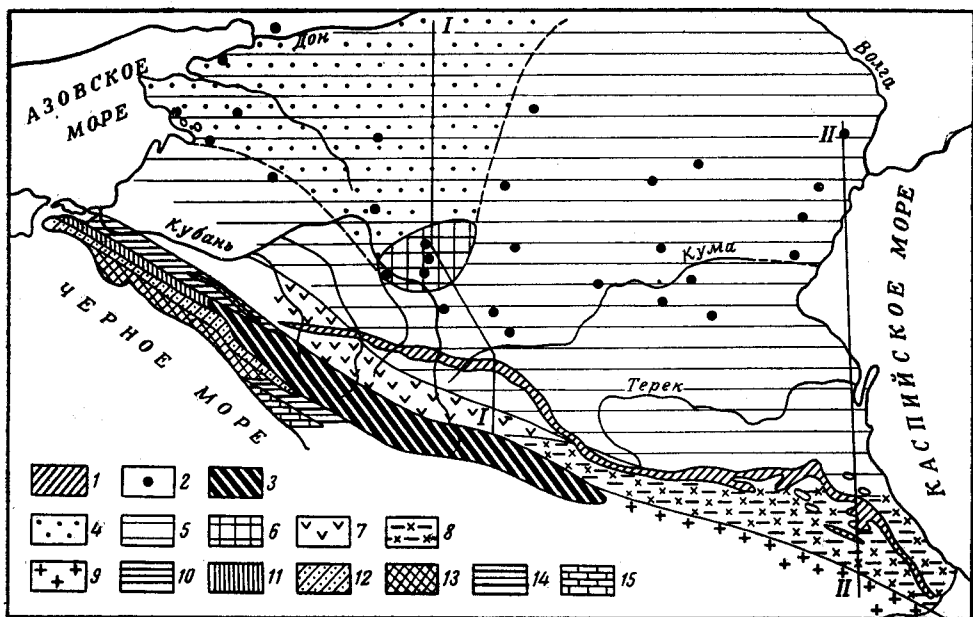 Дон
I
Волга
АЗОВСКОЕ
МОРЕ
II
Кубань
Кума
КАСПИЙСКОЕ МОРЕ
ЧЕРНОЕ
МОРЕ
Терек
I
1 2 3
4 5 6 7 8
9 10 11 12 13 14 15
II